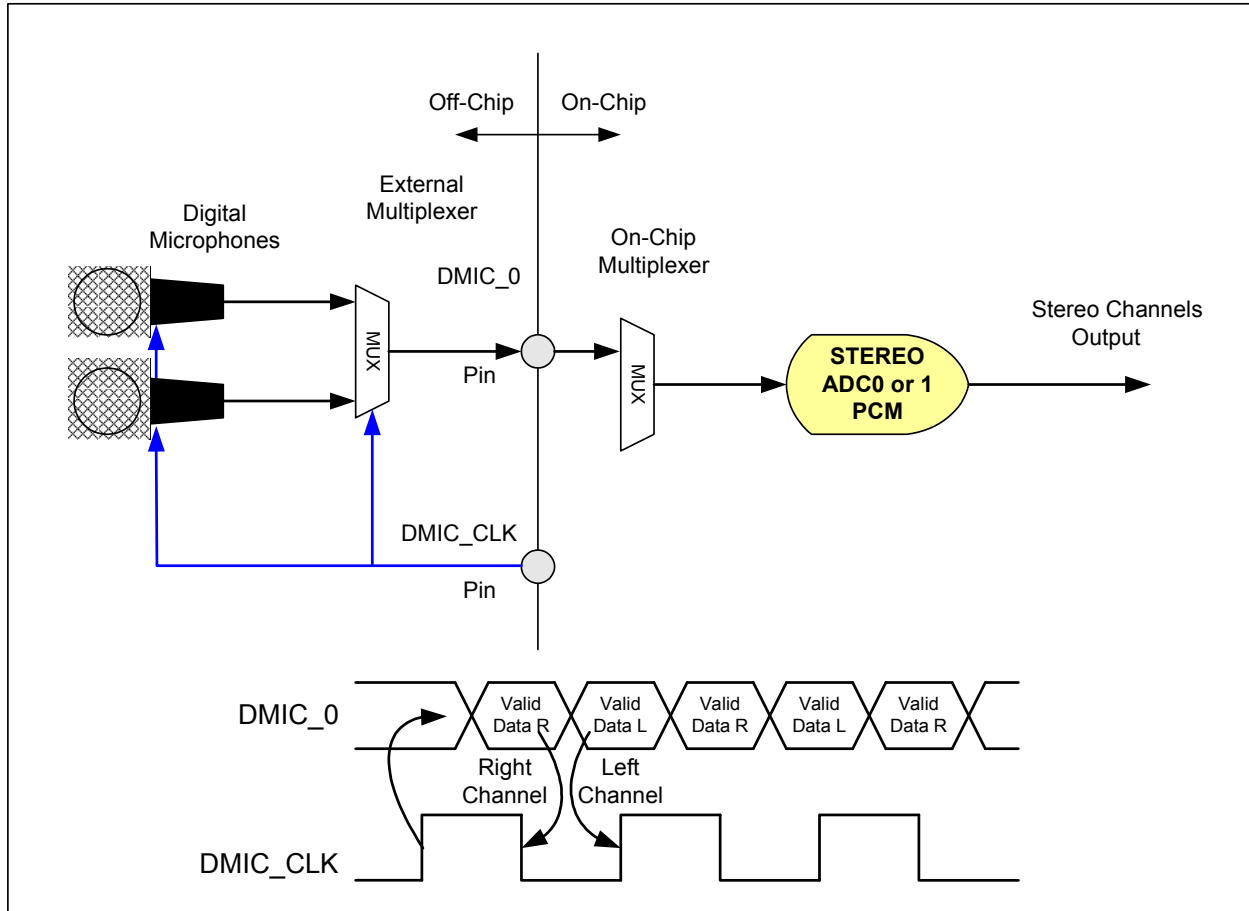 Off-Chip
On-Chip
External
Multiplexer
Digital
Microphones
On-Chip
Multiplexer
DMIC_0
MUX
Pin
MUX
STEREO
ADC0 or 1
PCM
Stereo Channels
Output
DMIC_CLK
Pin
DMIC_0
Valid
Data R
Valid
Data L
Valid
Data R
Valid
Data L
Valid
Data R
Right
Channel
Left
Channel
DMIC_CLK